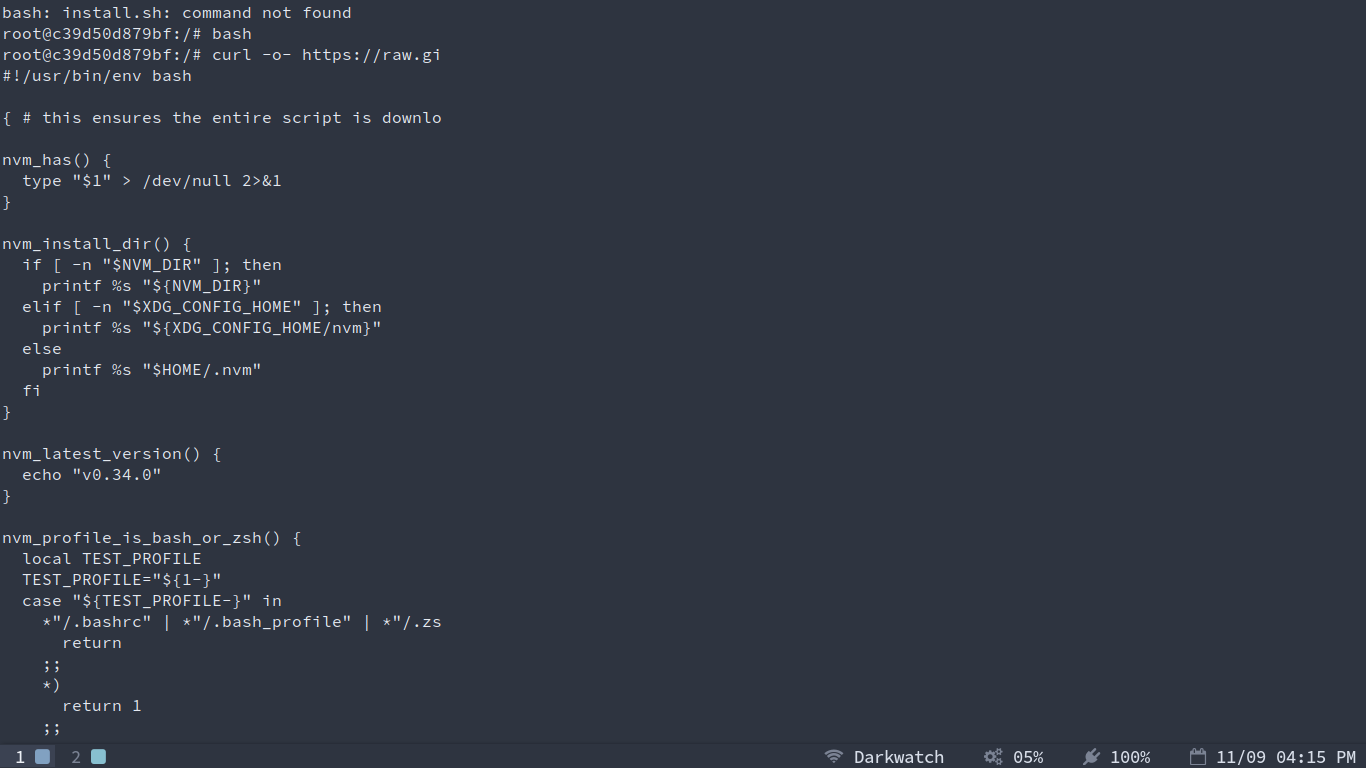 bash: install.sh: command not found
root@c39d50d879bf:/# bash
root@c39d50d879bf:/# curl -o- https://raw.gi
#!/usr/bin/env bash
{ # this ensures the entire script is downlo
nvm_has() {
  type "$1" > /dev/null 2>&1
}
nvm_install_dir() {
  if [ -n "$NVM_DIR" ]; then
    printf %s "${NVM_DIR}"
  elif [ -n "$XDG_CONFIG_HOME" ]; then
    printf %s "${XDG_CONFIG_HOME/nvm}"
  else
    printf %s "$HOME/.nvm"
  fi
}
nvm_latest_version() {
  echo "v0.34.0"
}
nvm_profile_is_bash_or_zsh() {
  local TEST_PROFILE
  TEST_PROFILE="${1-}"
  case "${TEST_PROFILE-}" in
    *"/.bashrc" | *"/.bash_profile" | *"/.zs
      return
    ;;
    *)
      return 1
    ;;
1 2 Darkwatch 05% 100% 11/09 04:15 PM